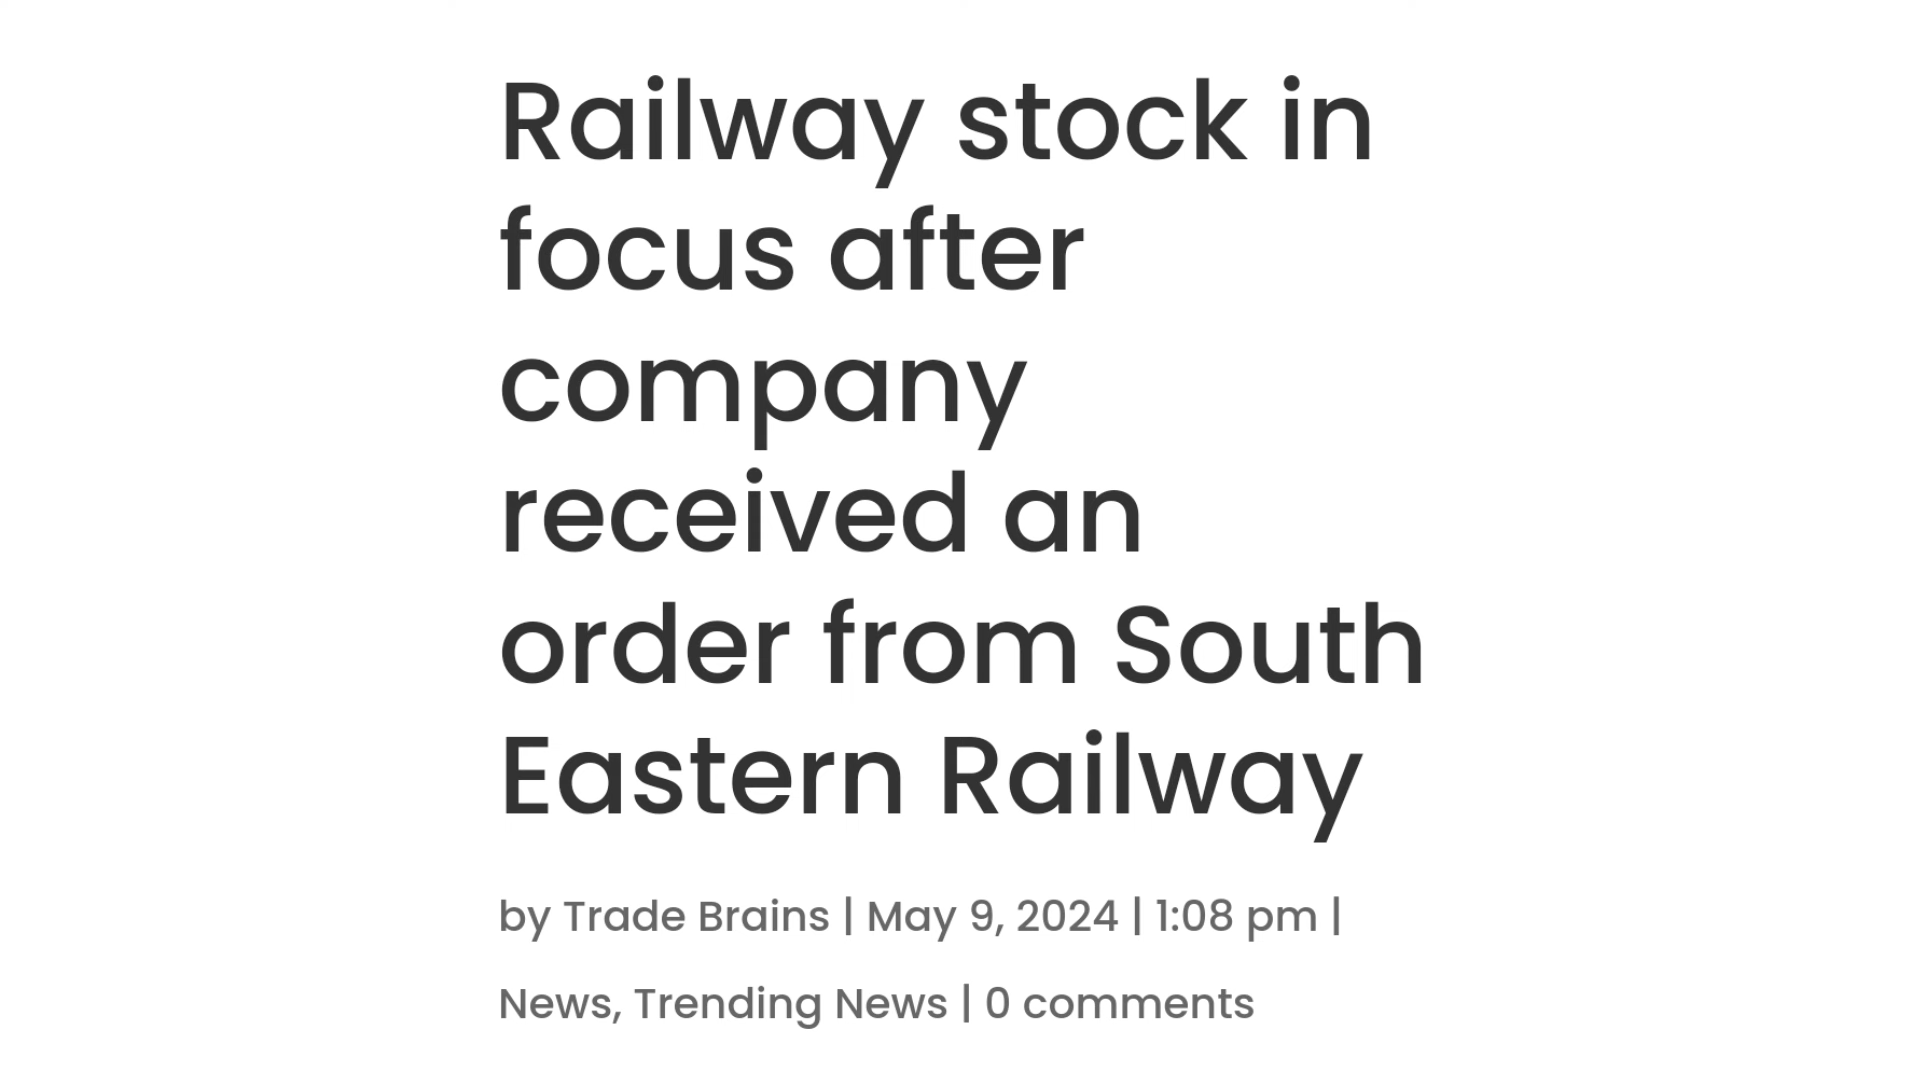 Railway stock in
focus after
company
received an
order from South
Eastern Railway
by Trade Brains | May 9, 2024 | 1:08 pm |
News, Trending News | 0 comments